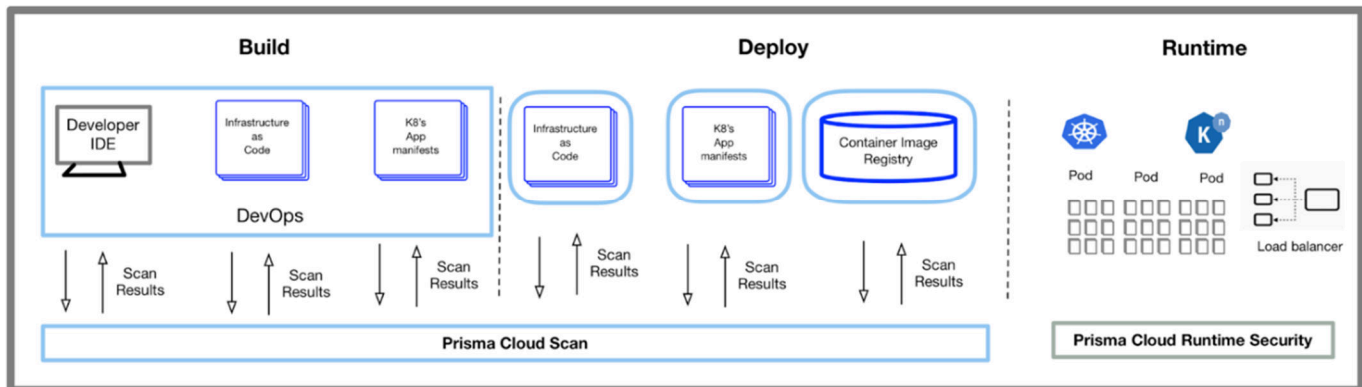 Build
Deploy
Runtime
Developer
IDE
Infrastructure
as
Code
K8's
App
manifests
DevOps
Infrastructure
as
Code
K8's
App
manifests
Container Image
Registry
K
n
Pod
Pod
Pod
Load balancer
Scan
Results
Scan
Results
Scan
Results
Scan
Results
Scan
Results
Scan
Results
Prisma Cloud Scan
Prisma Cloud Runtime Security